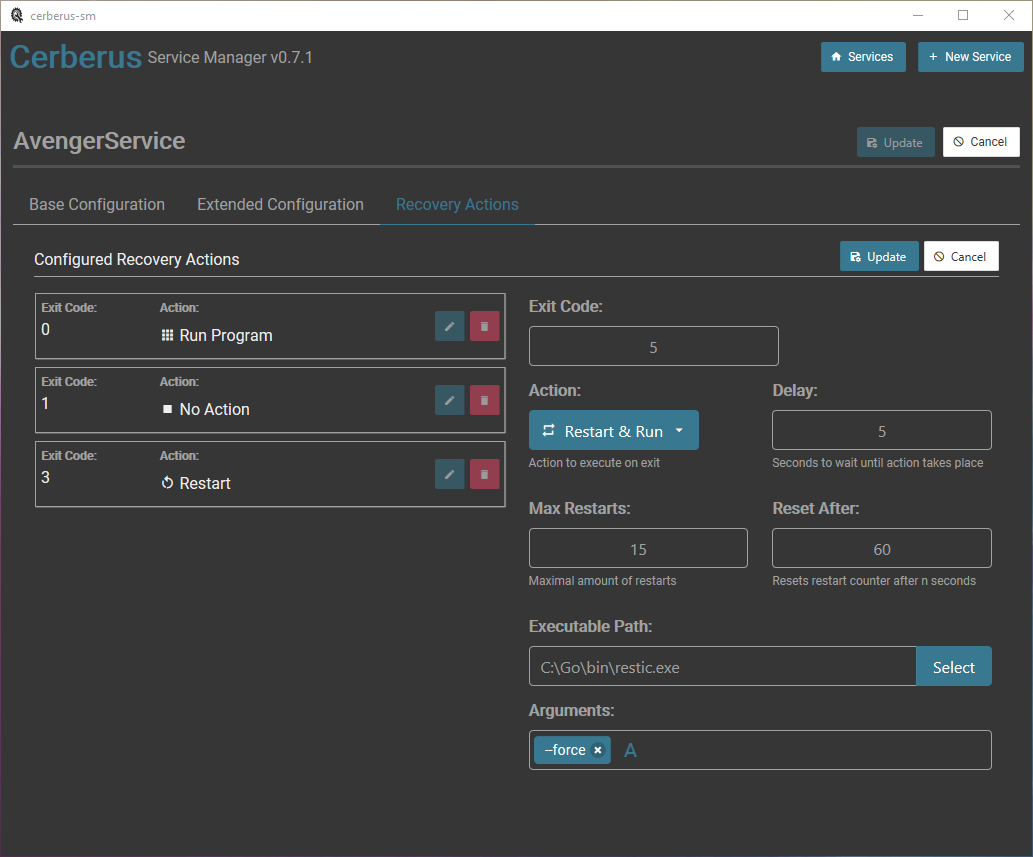 cerberus-sm
Cerberus Service Manager v0.7.1
Services
+ New Service
AvengerService
Update
Cancel
Base Configuration
Extended Configuration
Recovery Actions
Configured Recovery Actions
Update
Cancel
Exit Code:
Action:
0
Run Program
Exit Code:
Action:
1
No Action
Exit Code:
Action:
3
Restart
Exit Code:
5
Action:
Delay:
Restart & Run
5
Action to execute on exit
Seconds to wait until action takes place
Max Restarts:
Reset After:
15
60
Maximal amount of restarts
Resets restart counter after n seconds
Executable Path:
C:\Go\bin\restic.exe
Select
Arguments:
–force
A